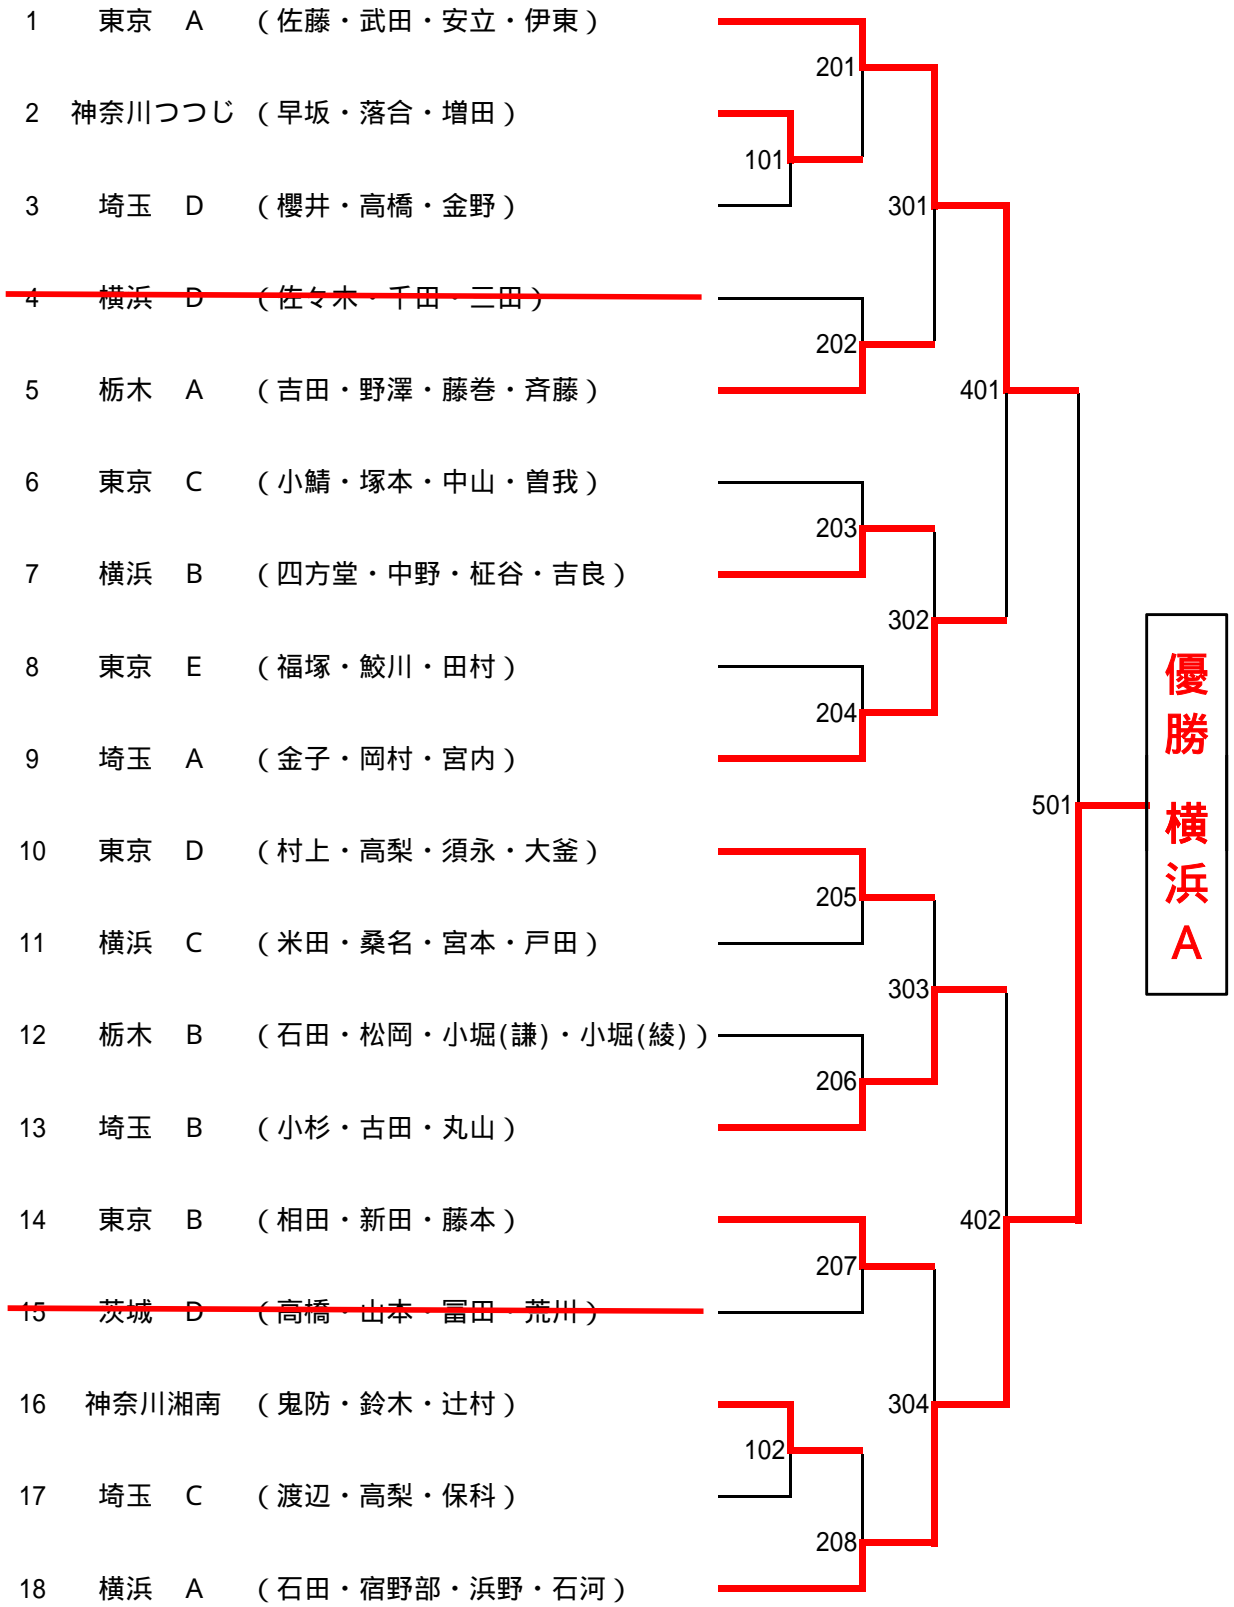 1 東京 A （佐藤・武田・安立・伊東）
201
2 神奈川つつじ （早坂・落合・増田）
101
3 埼玉 D （櫻井・高橋・金野）
301
4 横浜 D （佐々木・千田・三田）
202
5 栃木 A （吉田・野澤・藤巻・斉藤）
401
6 東京 C （小鯖・塚本・中山・曽我）
203
7 横浜 B （四方堂・中野・柾谷・吉良）
302
8 東京 E （福塚・鮫川・田村）
204
9 埼玉 A （金子・岡村・宮内）
501
優勝 横浜A
10 東京 D （村上・高梨・須永・大釜）
205
11 横浜 C （米田・桑名・宮本・戸田）
303
12 栃木 B （石田・松岡・小堀(謙)・小堀(綾)）
206
13 埼玉 B （小杉・古田・丸山）
14 東京 B （相田・新田・藤本）
402
207
15 茨城 D （高橋・山本・冨田・荒川）
16 神奈川湘南 （鬼防・鈴木・辻村）
304
102
17 埼玉 C （渡辺・高梨・保科）
208
18 横浜 A （石田・宿野部・浜野・石河）